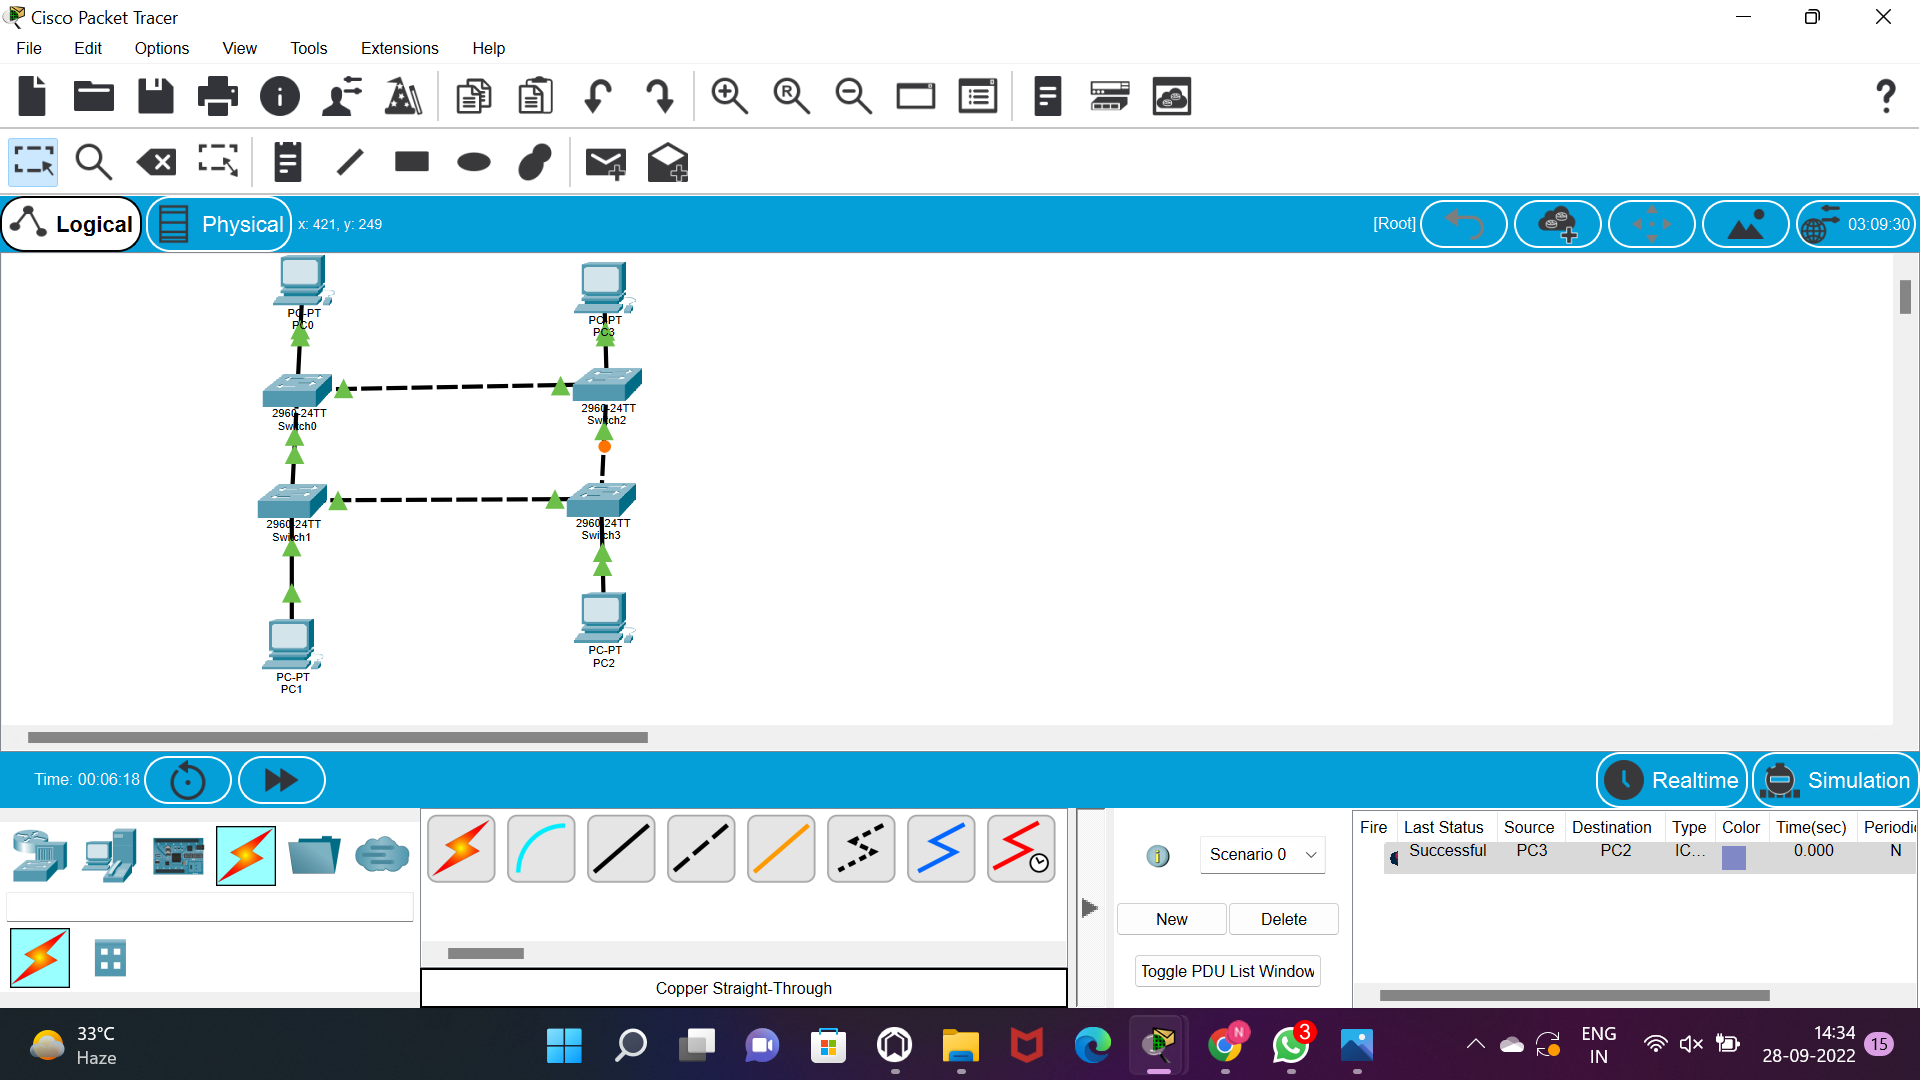 Cisco Packet Tracer
File Edit Options View Tools Extensions Help
Logical Physical x: 421, y: 249 [Root] 03:09:30
PC-PT
PC0
PC-PT
PC3
2960-24TT
Switch0
2960-24TT
Switch2
2960-24TT
Switch1
2960-24TT
Switch3
PC-PT
PC1
PC-PT
PC2
Time: 00:06:18 Realtime Simulation
Scenario 0
New Delete
Toggle PDU List Window
Fire Last Status Source Destination Type Color Time(sec) Periodic
Successful PC3 PC2 IC... 0.000 N
Copper Straight-Through
33°C
Haze
N
3
ENG
IN
14:34
28-09-2022
15